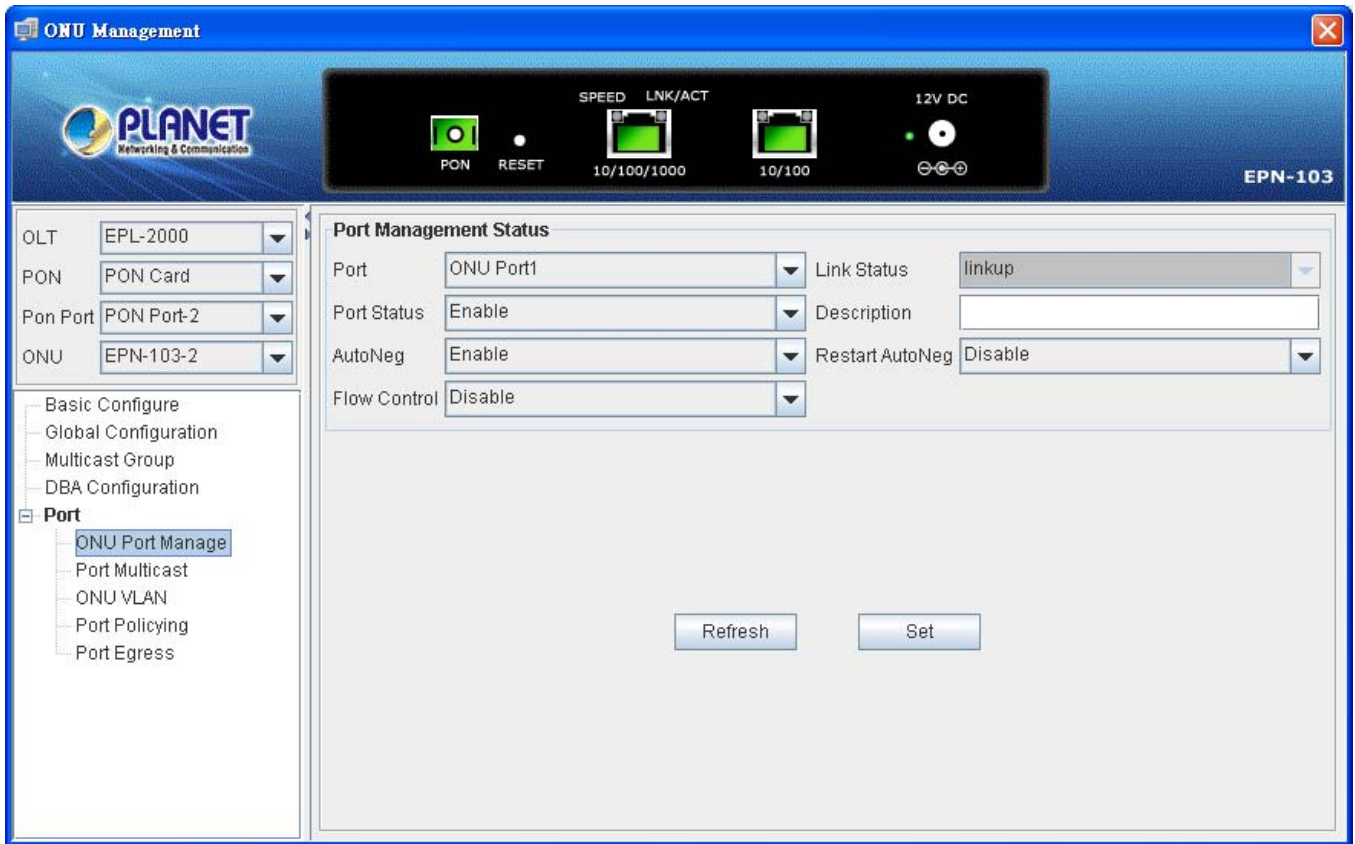 ONU Management
PLANET
Networking & Communication
SPEED LNK/ACT
12V DC
PON RESET 10/100/1000 10/100
EPN-103
OLT EPL-2000
PON PON Card
Pon Port PON Port-2
ONU EPN-103-2
Basic Configure
Global Configuration
Multicast Group
DBA Configuration
Port
ONU Port Manage
Port Multicast
ONU VLAN
Port Policying
Port Egress
Port Management Status
Port ONU Port1 Link Status linkup
Port Status Enable Description
AutoNeg Enable Restart AutoNeg Disable
Flow Control Disable
Refresh Set